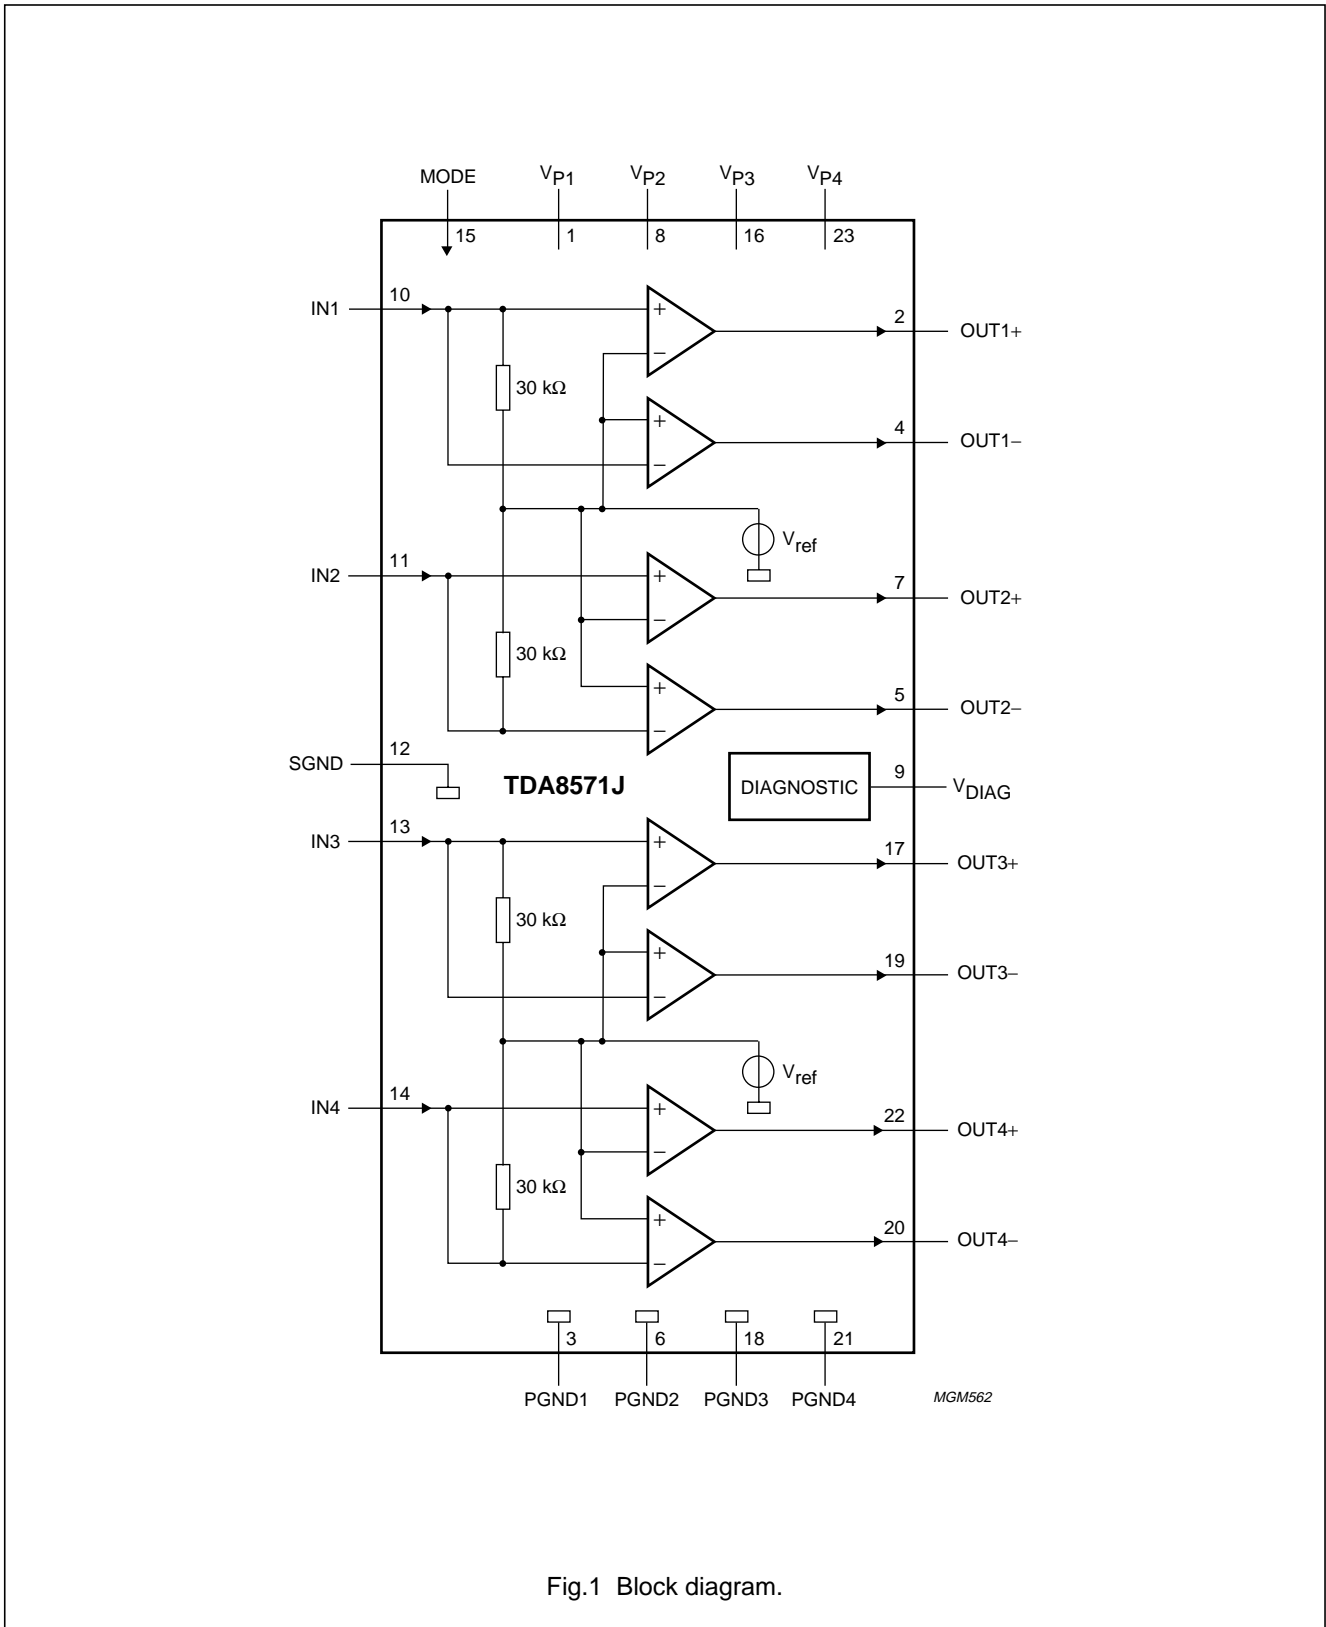 MODE VP1 VP2 VP3 VP4
15 1 8 16 23
IN1 10 + 2 OUT1+
−
30 kΩ
+ 4 OUT1−
−
Vref
IN2 11 + 7 OUT2+
−
30 kΩ
+ 5 OUT2−
−
SGND 12
TDA8571J DIAGNOSTIC 9 VDIAG
IN3 13 + 17 OUT3+
−
30 kΩ
+ 19 OUT3−
−
Vref
IN4 14 + 22 OUT4+
−
30 kΩ
+ 20 OUT4−
−
3 6 18 21
PGND1 PGND2 PGND3 PGND4 MGM562
Fig.1 Block diagram.